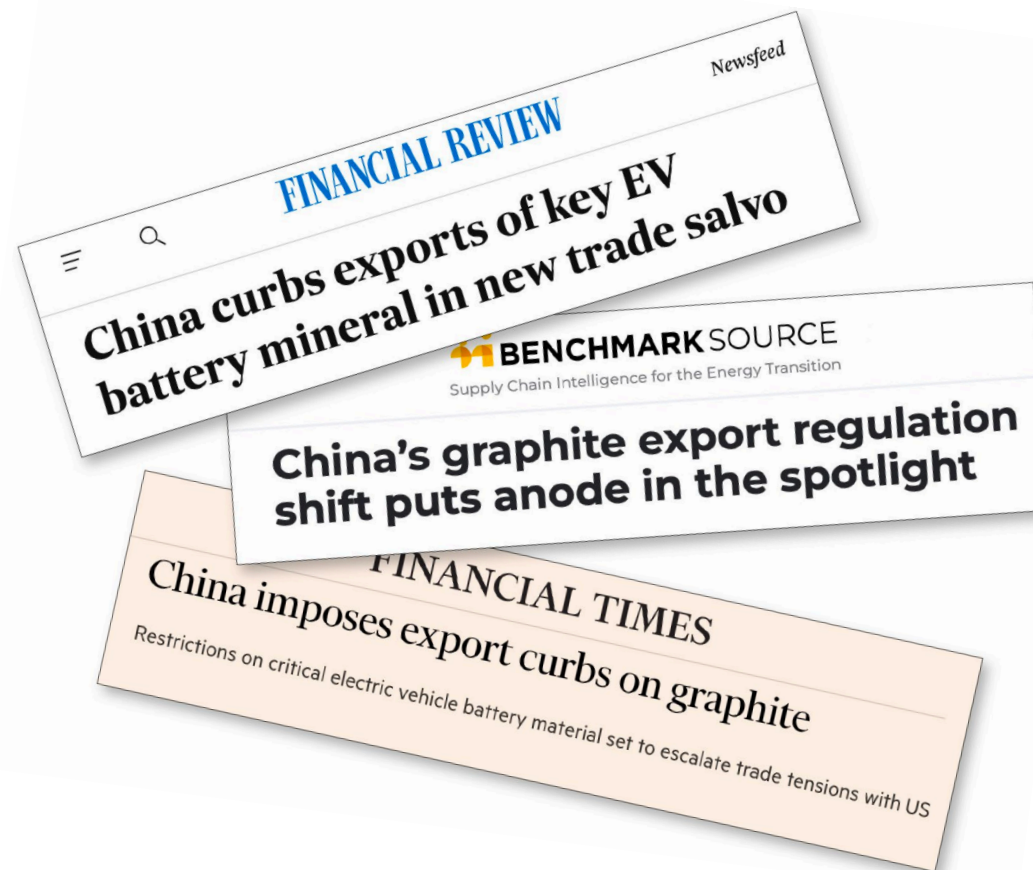 Newsfeed
FINANCIAL REVIEW
China curbs exports of key EV
battery mineral in new trade salvo
BENCHMARK SOURCE
Supply Chain Intelligence for the Energy Transition
China’s graphite export regulation
shift puts anode in the spotlight
FINANCIAL TIMES
China imposes export curbs on graphite
Restrictions on critical electric vehicle battery material set to escalate trade tensions with US